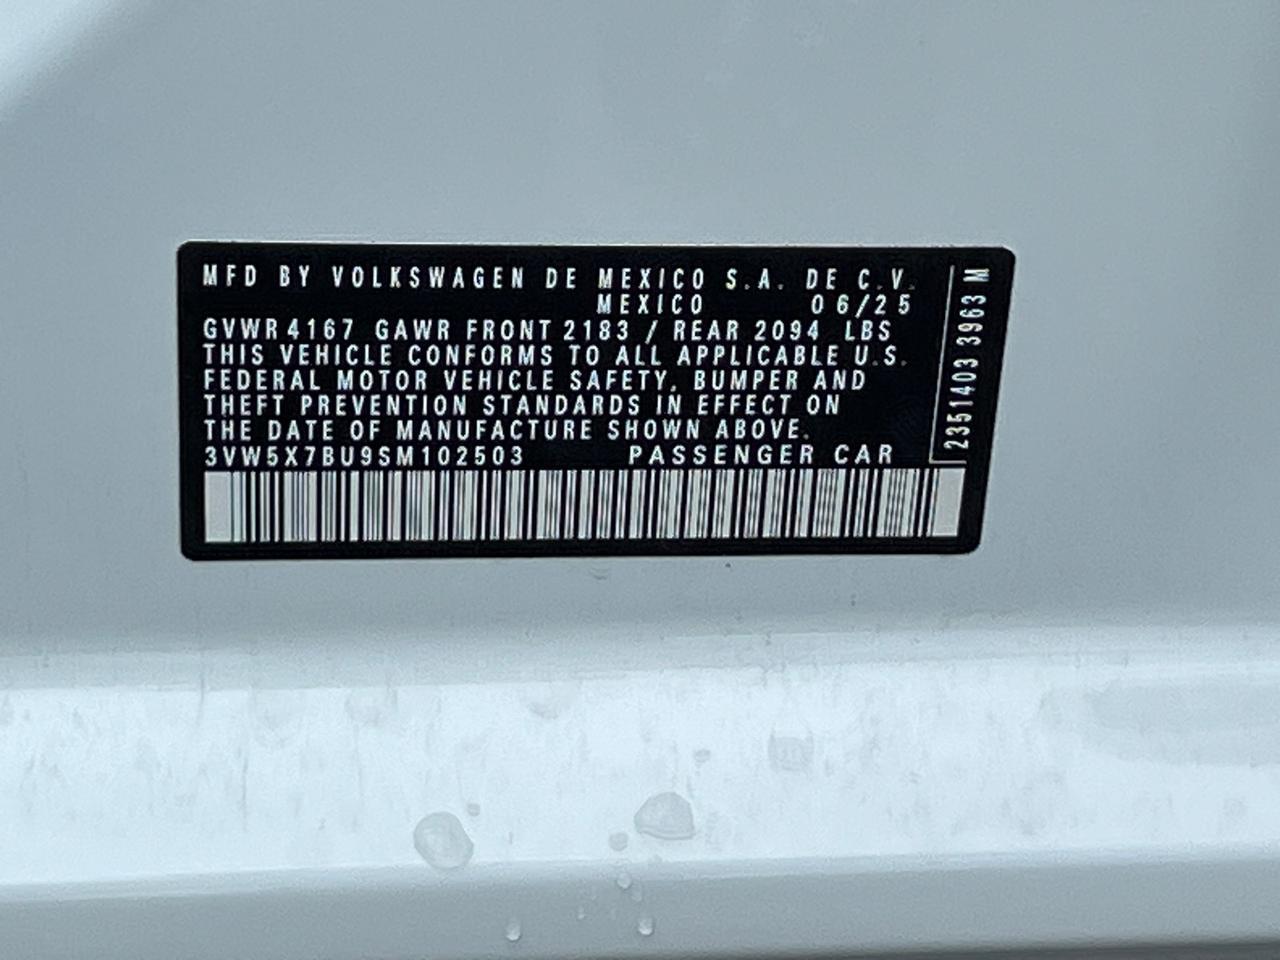 MFD BY VOLKSWAGEN DE MEXICO S.A. DE C.V.
MEXICO 06/25
GVWR 4167 GAWR FRONT 2183 / REAR 2094 LBS
THIS VEHICLE CONFORMS TO ALL APPLICABLE U.S.
FEDERAL MOTOR VEHICLE SAFETY, BUMPER AND
THEFT PREVENTION STANDARDS IN EFFECT ON
THE DATE OF MANUFACTURE SHOWN ABOVE.
3VW5X7BU9SM102503 PASSENGER CAR
2351403 3963 M